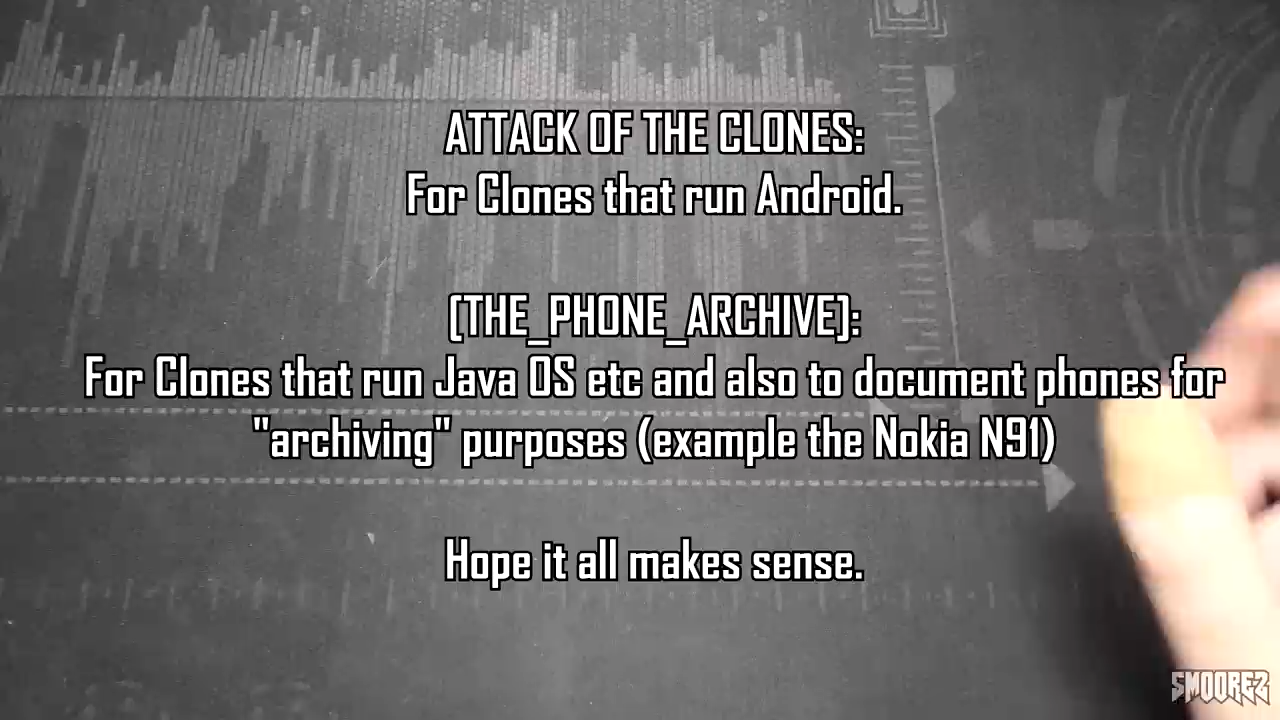 ATTACK OF THE CLONES:
For Clones that run Android.
[THE_PHONE_ARCHIVE]:
For Clones that run Java OS etc and also to document phones for
"archiving" purposes (example the Nokia N91)
Hope it all makes sense.
SMOOREZ